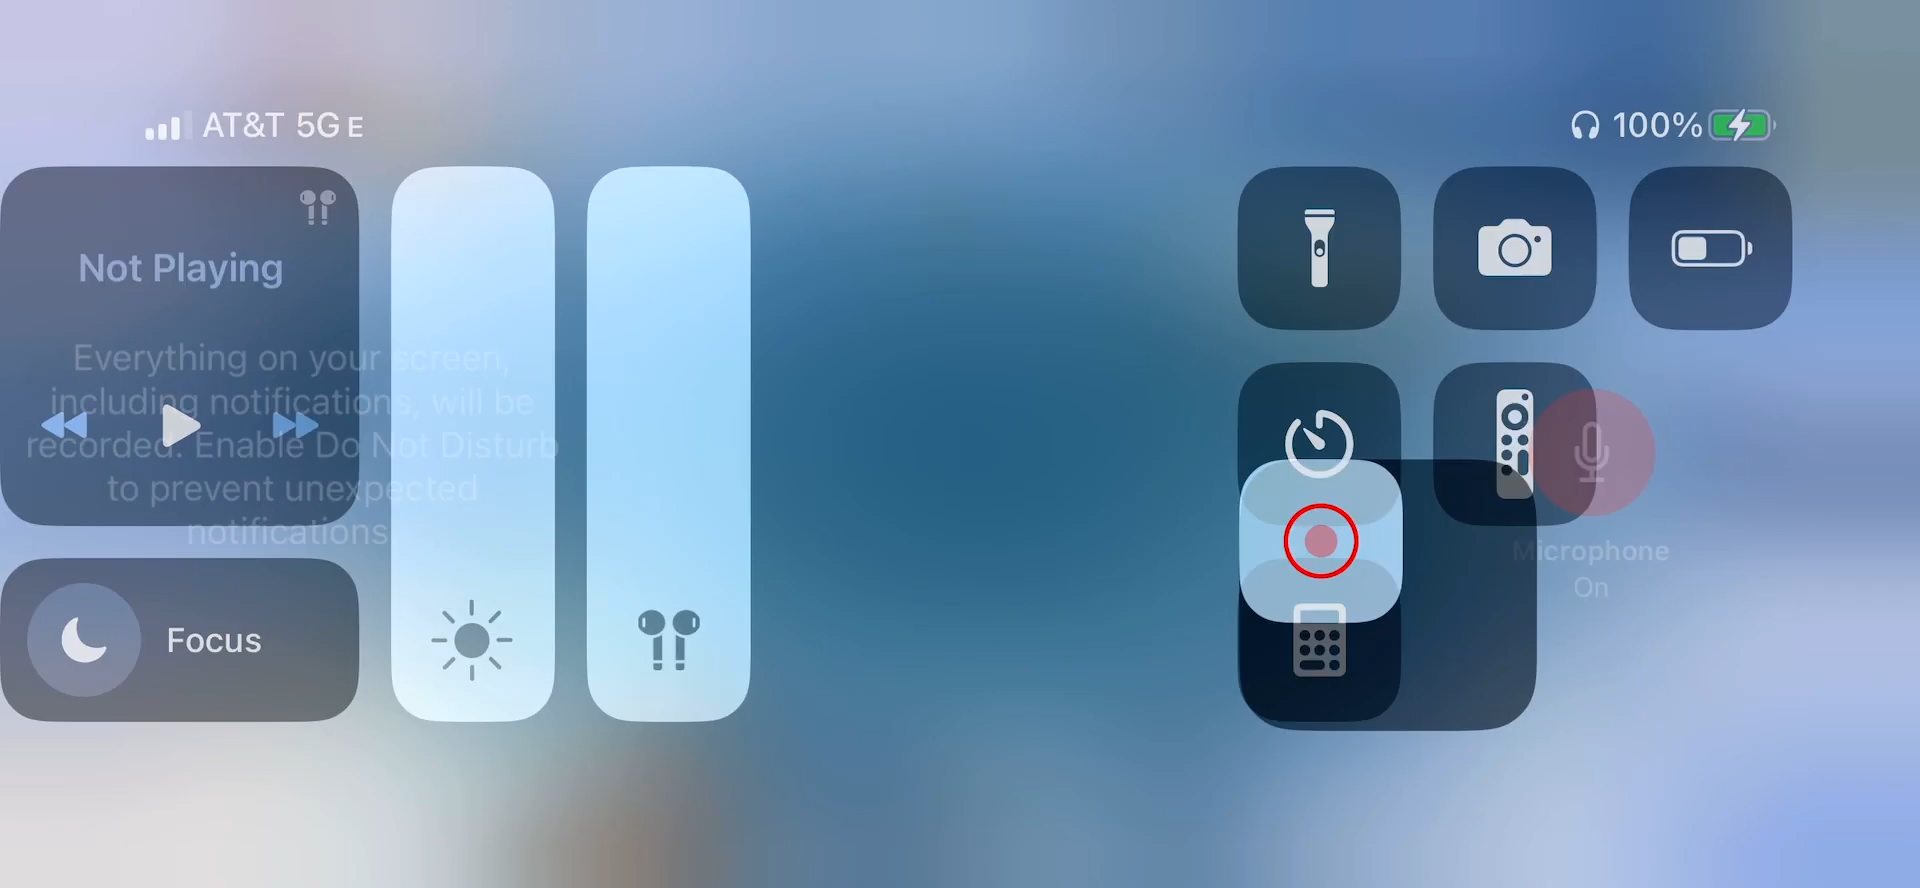 AT&T 5G E
100%
Not Playing
Everything on your screen,
including notifications, will be
recorded. Enable Do Not Disturb
to prevent unexpected
notifications
Focus
Microphone
On